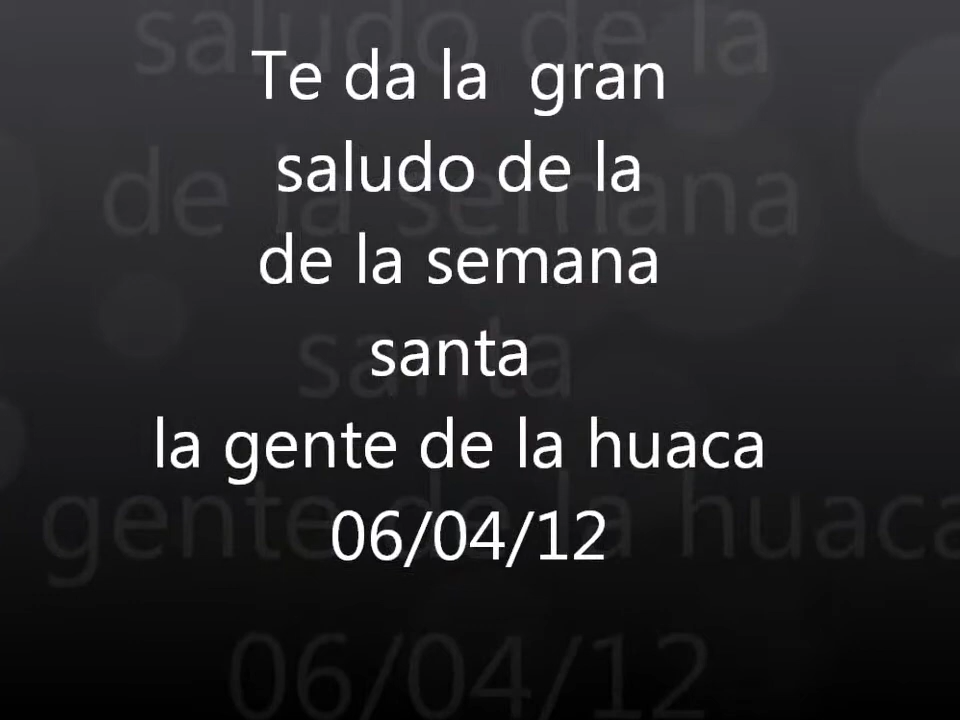 Te da la  gran
saludo de la
de la semana
santa
la gente de la huaca
06/04/12